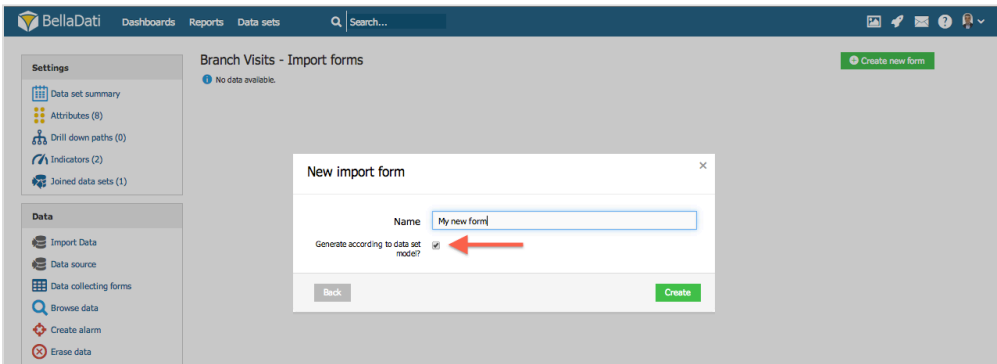 BellaDati Dashboards Reports Data sets Search...
Settings
Data set summary
Attributes (8)
Drill down paths (0)
Indicators (2)
Joined data sets (1)
Data
Import Data
Data source
Data collecting forms
Browse data
Create alarm
Erase data
Branch Visits - Import forms
Create new form
No data available.
New import form
Name My new form
Generate according to data set
model?
Back Create